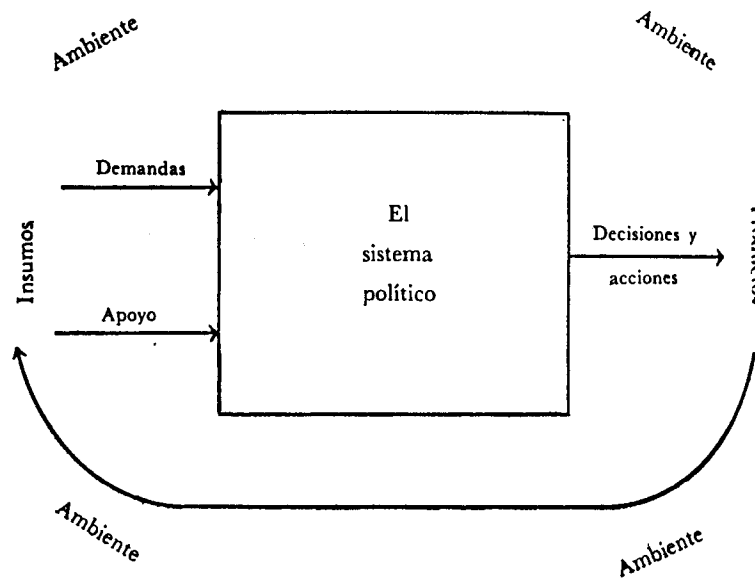 Ambiente
Ambiente
Demandas
Insumos
El
sistema
político
Decisiones y
acciones
Apoyo
Ambiente
Ambiente